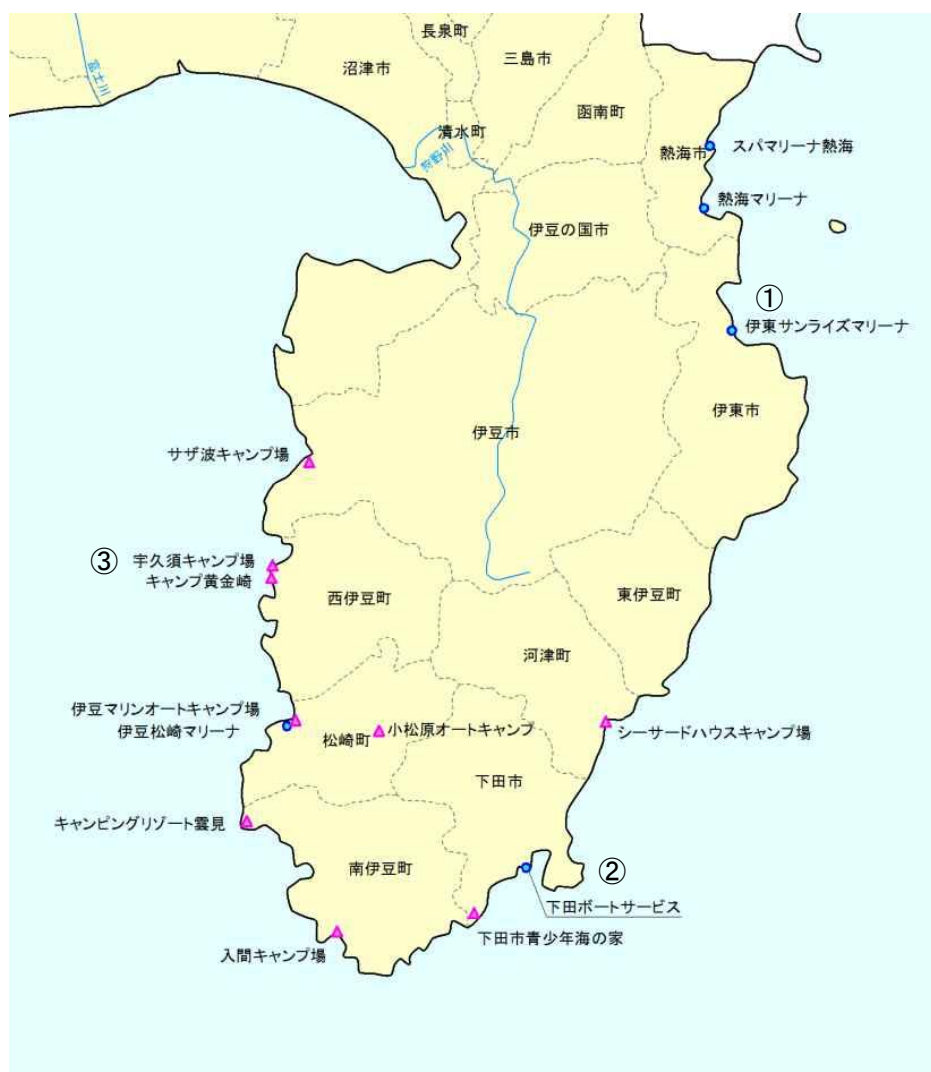 長泉町
沼津市
三島市
富士川
函南町
清水町
狩野川
熱海市
スパマリーナ熱海
熱海マリーナ
伊豆の国市
①
伊東サンライズマリーナ
伊東市
伊豆市
サザ波キャンプ場
③
宇久須キャンプ場
キャンプ黄金崎
西伊豆町
東伊豆町
河津町
伊豆マリンオートキャンプ場
伊豆松崎マリーナ
小松原オートキャンプ
松崎町
シーサードハウスキャンプ場
下田市
キャンピングリゾート雲見
南伊豆町
②
下田ボートサービス
下田市青少年海の家
入間キャンプ場